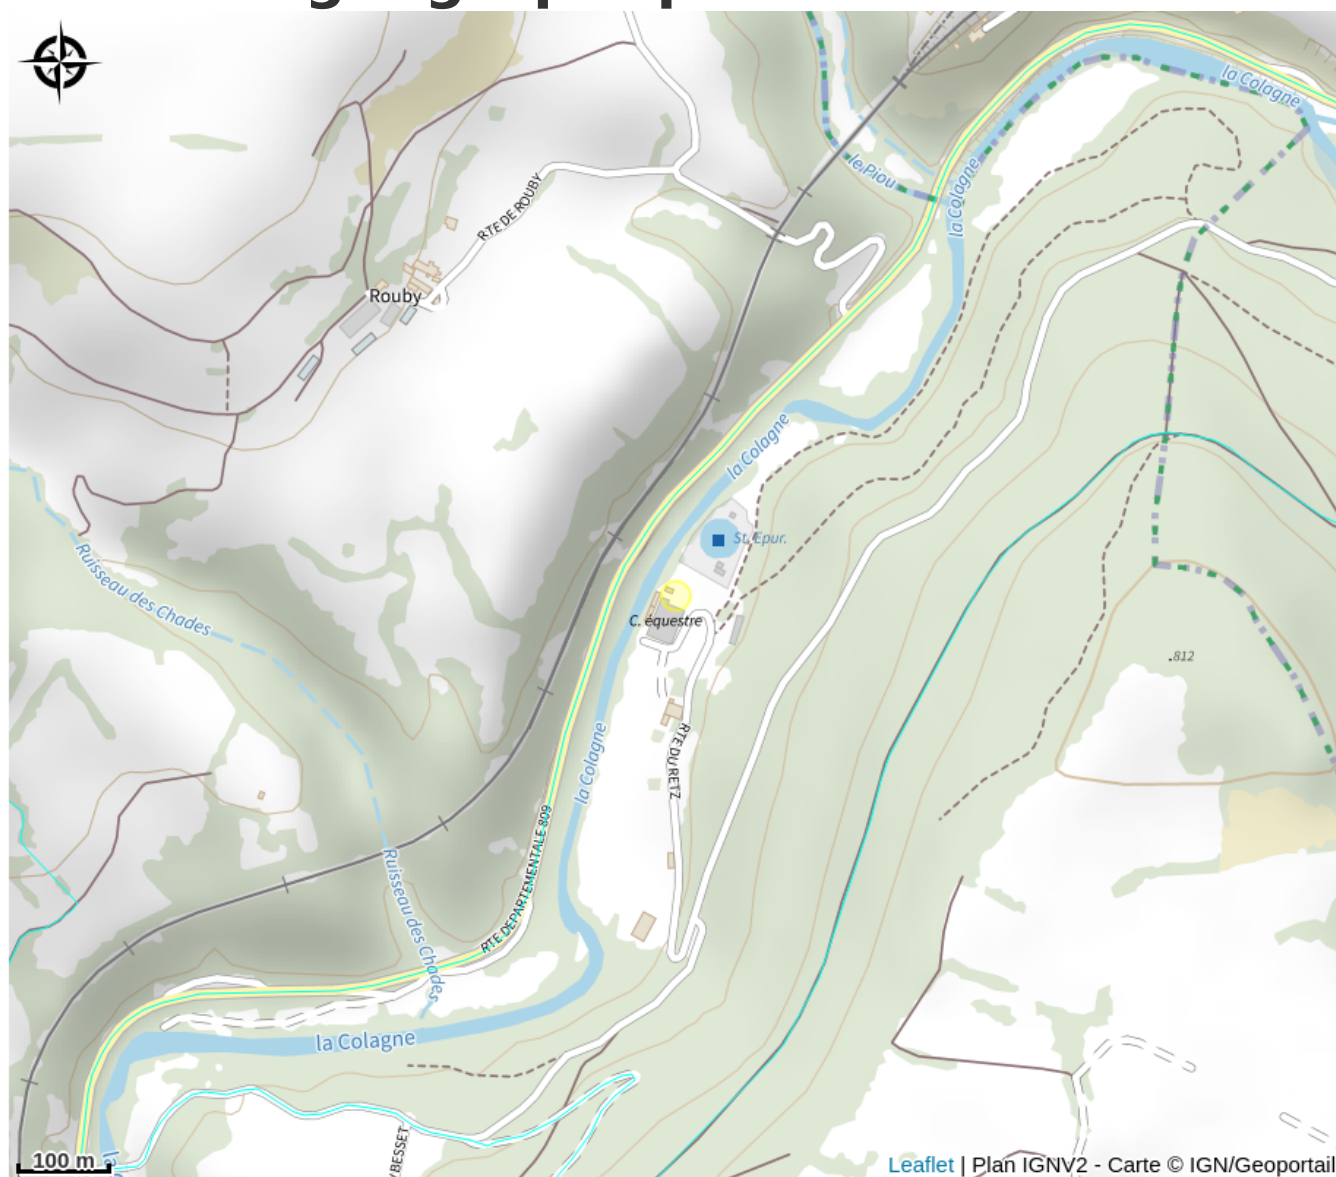 la Colagne
le Piou
la Colagne
RTE DE ROUBY
Rouby
la Colagne
St. Epur.
Ruisseau des Chades
C. équestre
.812
la Colagne
RTE DU RETZ
RTE DEPARTEMENTALE 809
Ruisseau des Chades
la Colagne
BESSET
la
100 m
Leaflet | Plan IGNV2 - Carte © IGN/Geoportail